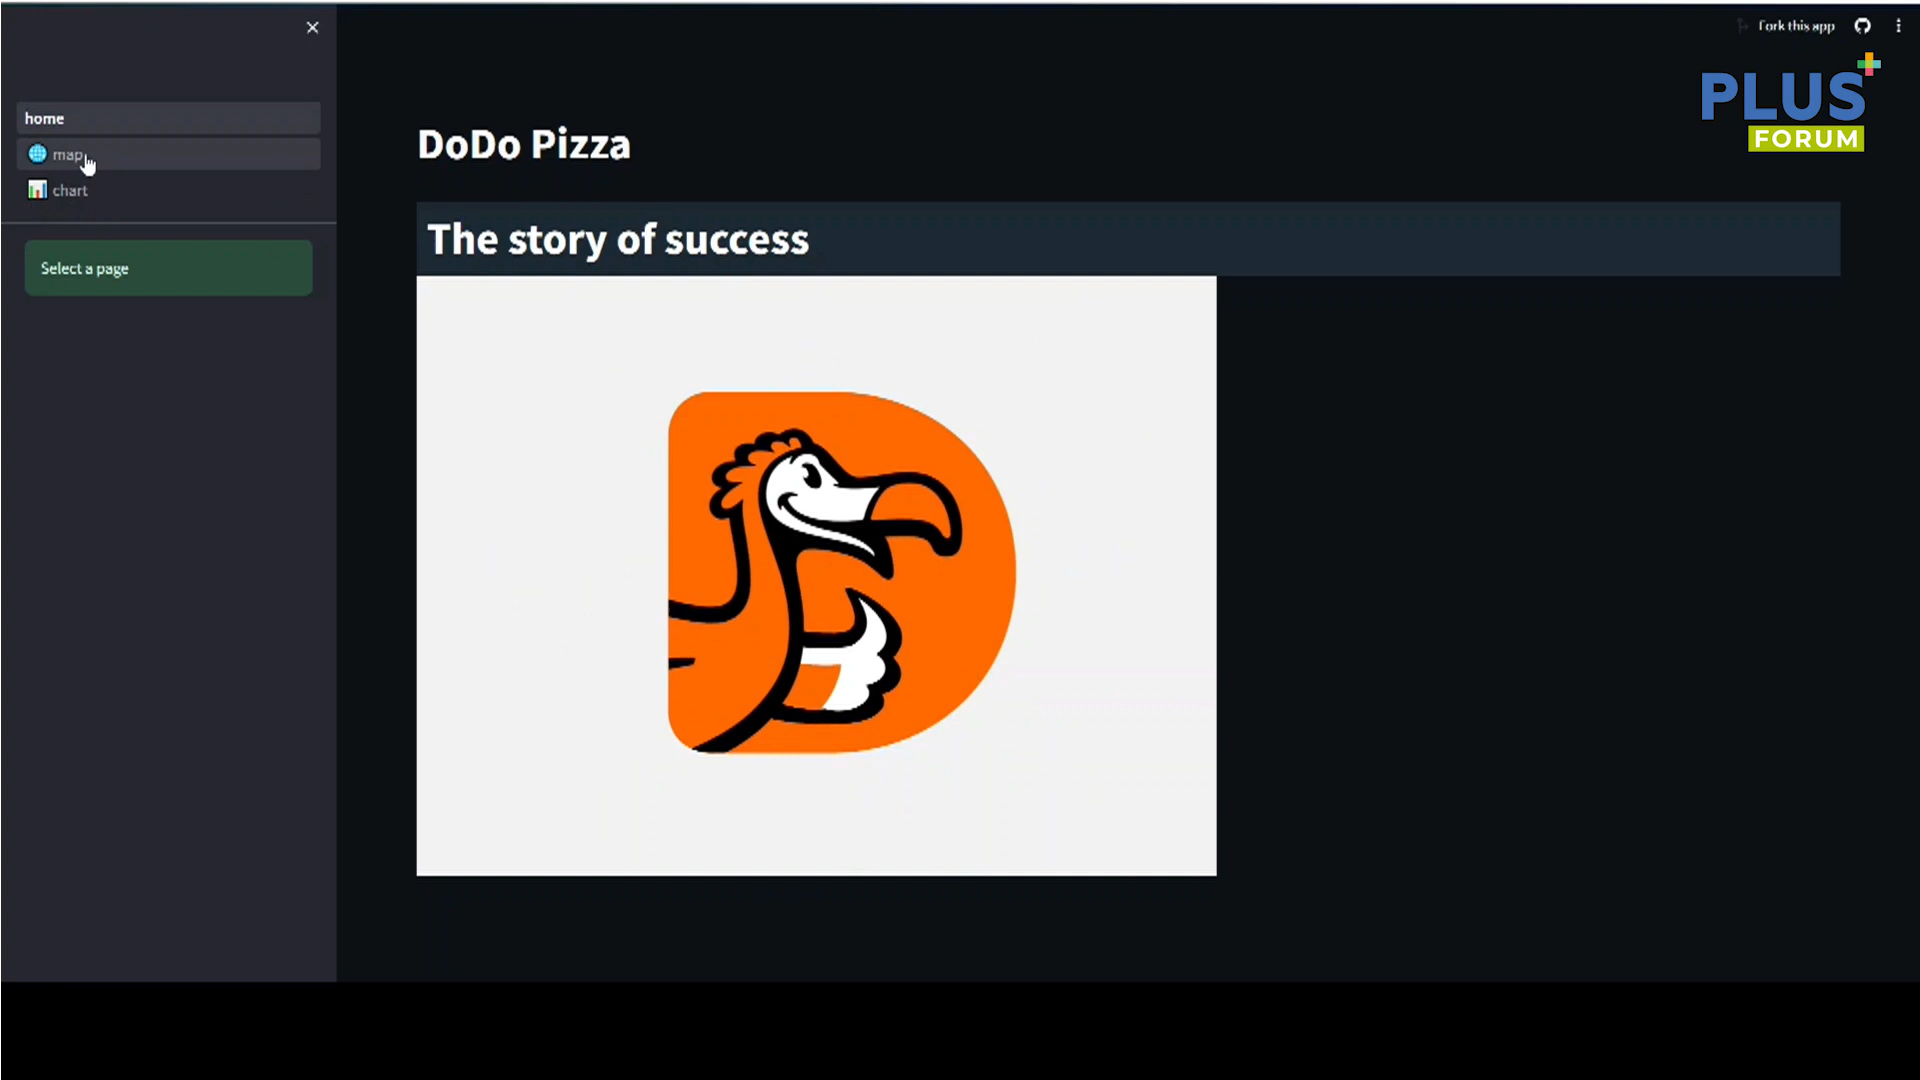 Fork this app
PLUS
FORUM
home
map
chart
Select a page
DoDo Pizza
The story of success